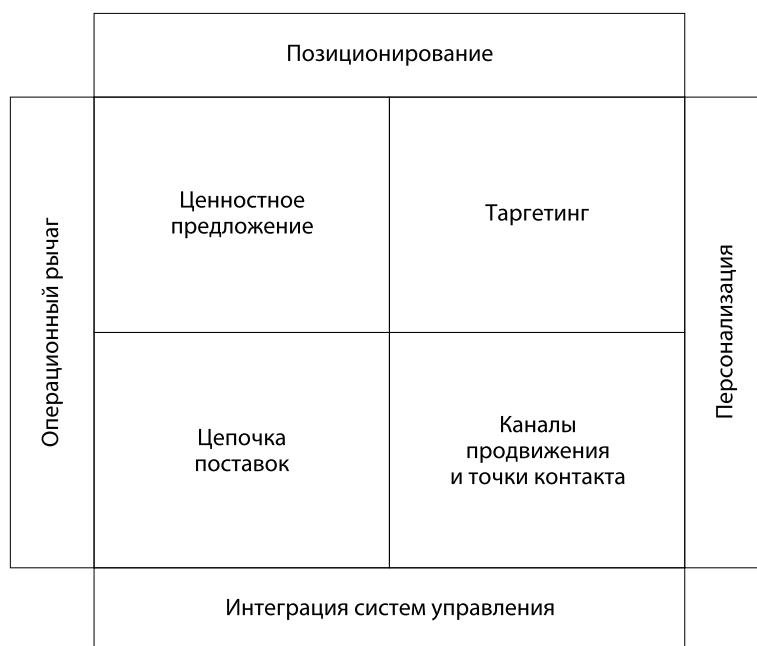 Позиционирование
Ценностное
предложение
Таргетинг
Операционный рычаг
Персонализация
Цепочка
поставок
Каналы
продвижения
и точки контакта
Интеграция систем управления